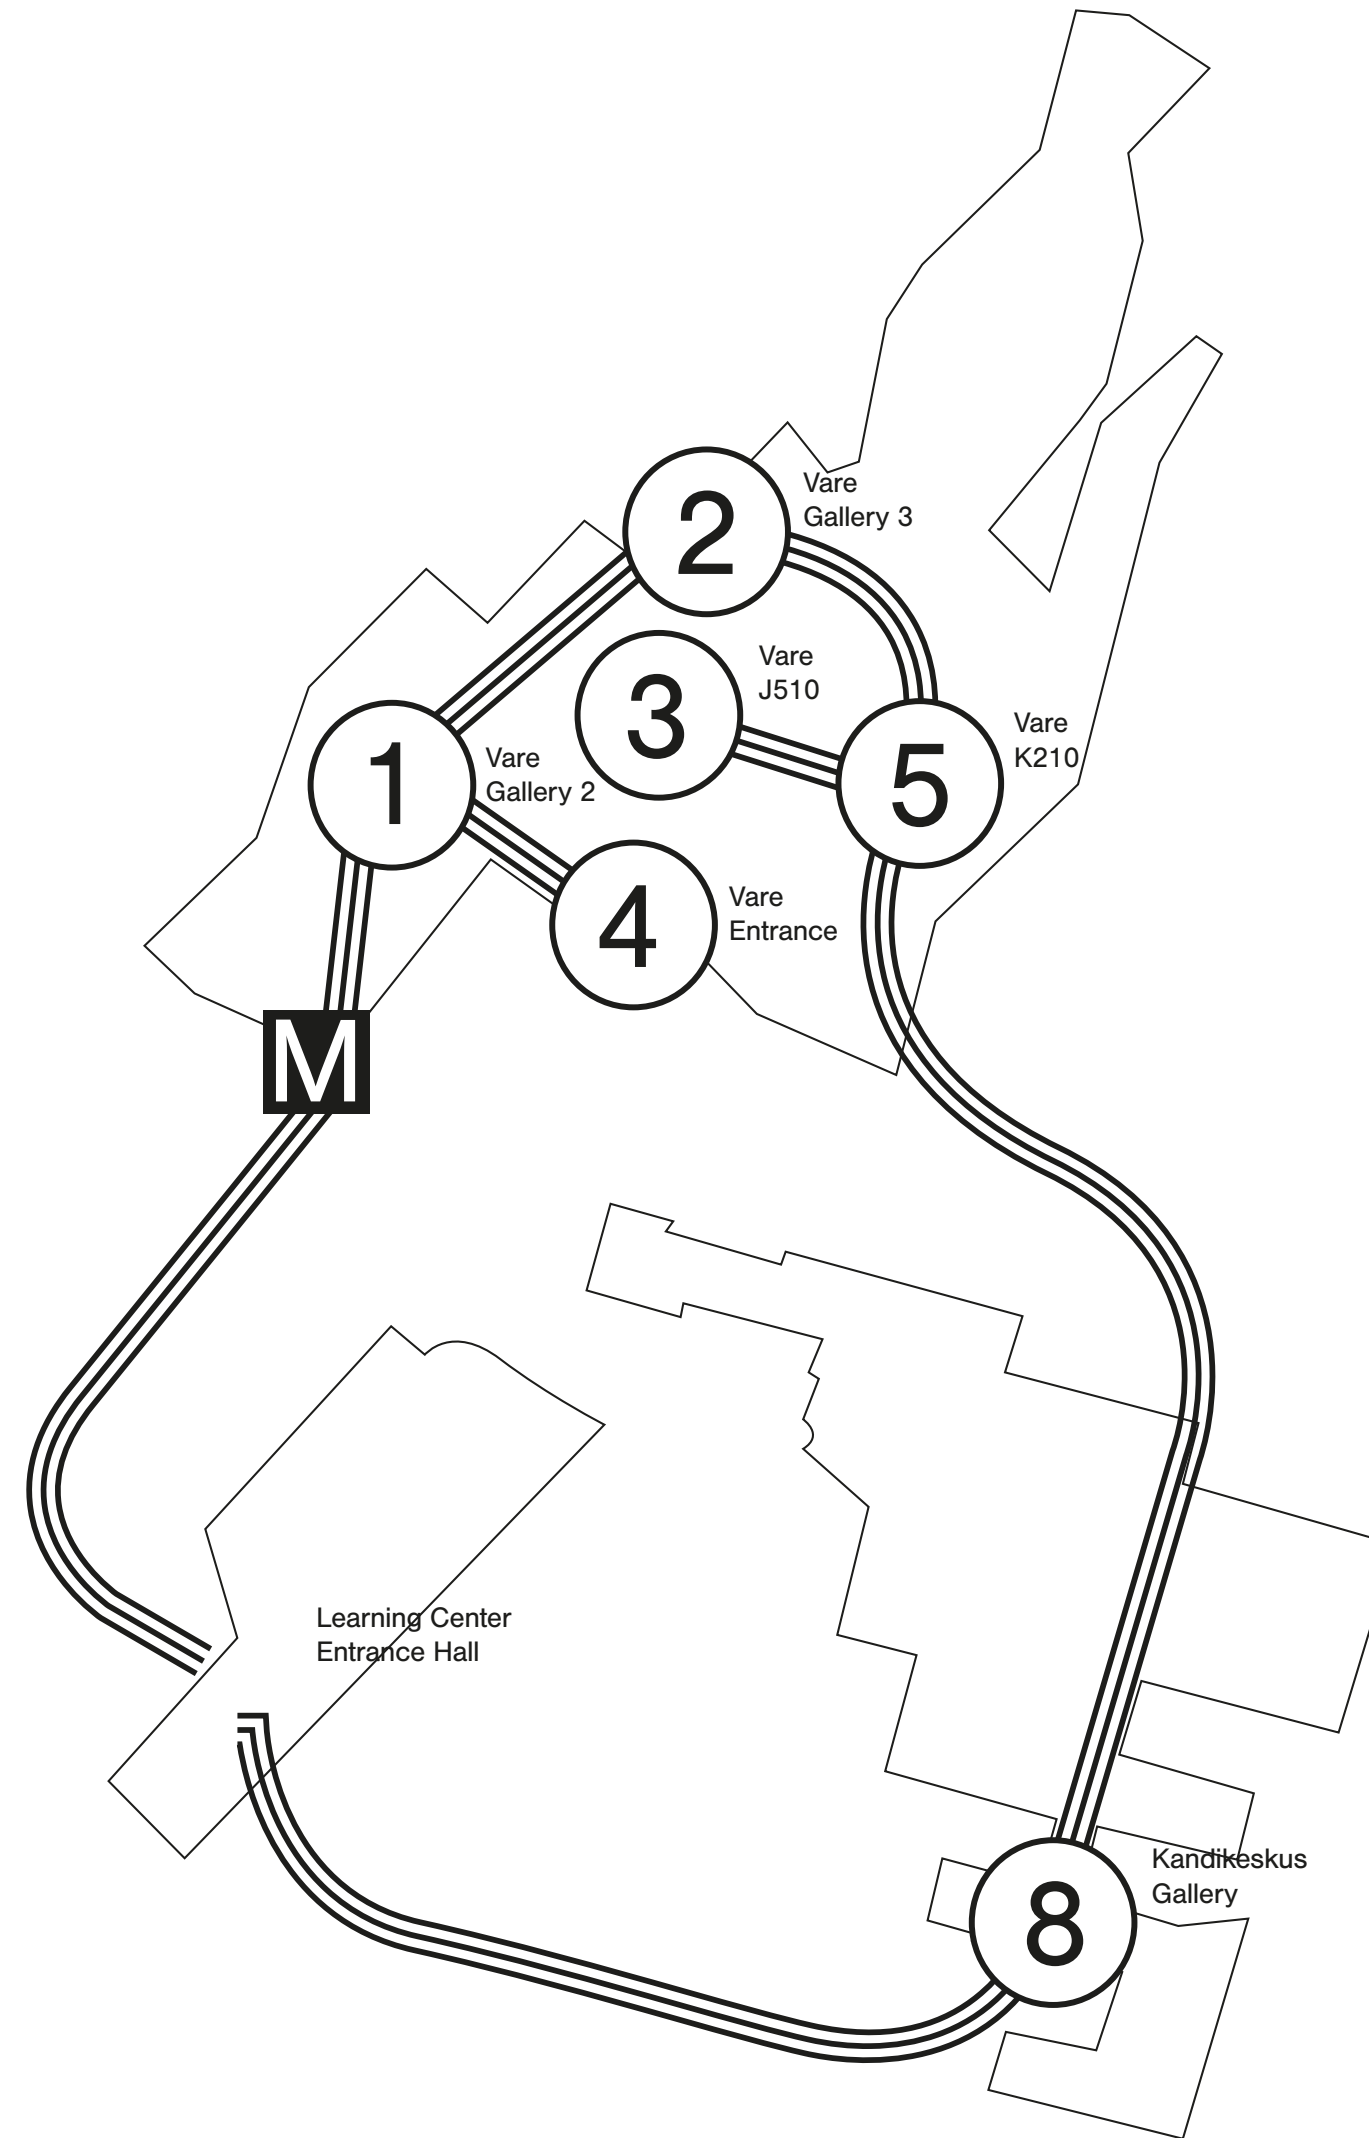 2
Vare
Gallery 3
3
Vare
J510
1
Vare
Gallery 2
5
Vare
K210
4
Vare
Entrance
M
Learning Center
Entrance Hall
8
Kandikeskus
Gallery